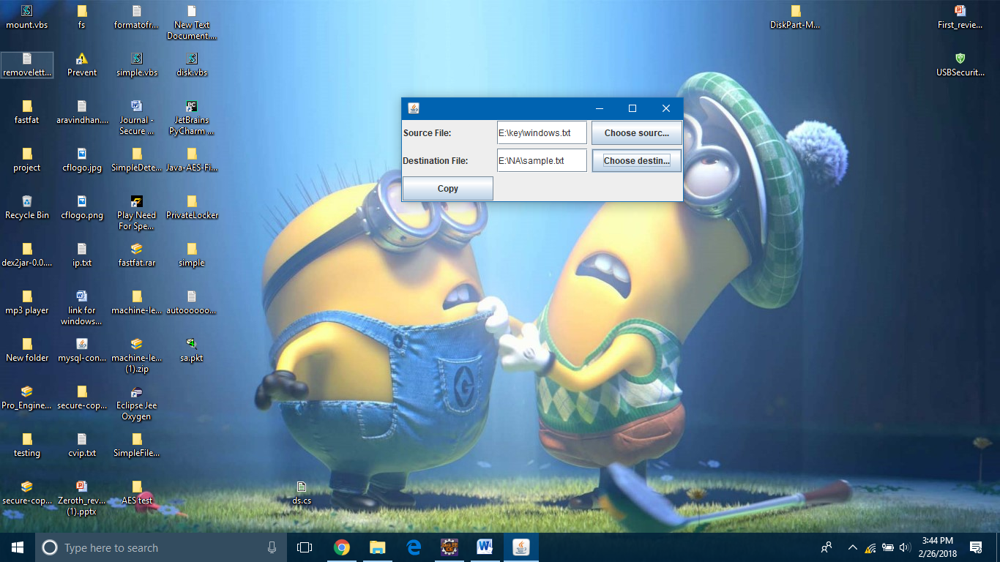 mount.vbs
fs
formatofr...
New Text
Document....
DiskPart-M...
First_revie...
removelett...
Prevent
simple.vbs
disk.vbs
USBSecurit...
fastfat
aravindhan....
Journal -
Secure ...
JetBrains
PyCharm ...
project
cflogo.jpg
SimpleDete...
Java-AES-Fi...
Recycle Bin
cflogo.png
Play Need
For Spe...
PrivateLocker
dex2jar-0.0....
ip.txt
fastfat.rar
simple
mp3 player
link for
windows...
machine-le...
autoooooo...
New folder
mysql-con...
machine-le...
(1).zip
sa.pkt
Pro_Engine...
secure-cop...
Eclipse Jee
Oxygen
testing
cvip.txt
SimpleFile...
secure-cop...
Zeroth_rev...
(1).pptx
AES test
ds.cs
Source File:
E:\key\windows.txt
Choose sourc...
Destination File:
E:\NA\sample.txt
Choose destin...
Copy
Type here to search
3:44 PM
2/26/2018